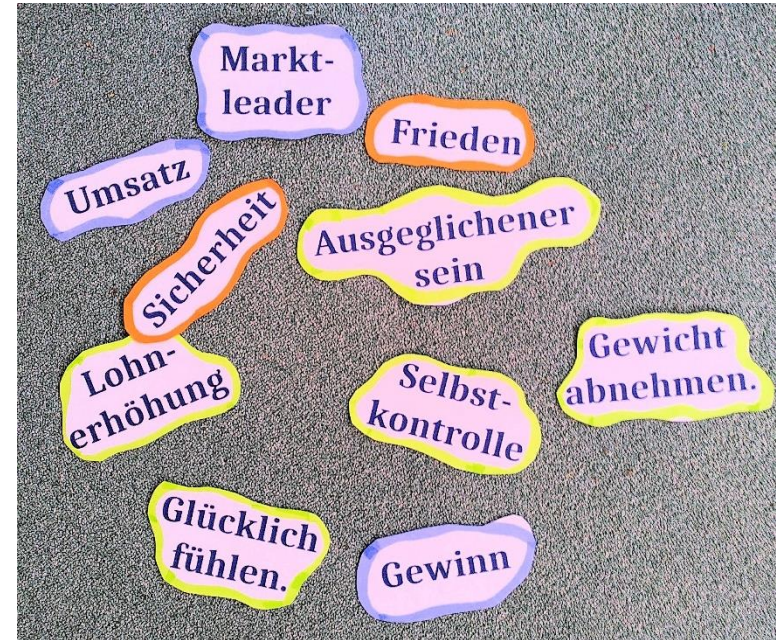 Markt-
leader
Frieden
Umsatz
Sicherheit
Ausgeglichener
sein
Gewicht
abnehmen.
Lohn-
erhöhung
Selbst-
kontrolle
Glücklich
fühlen.
Gewinn